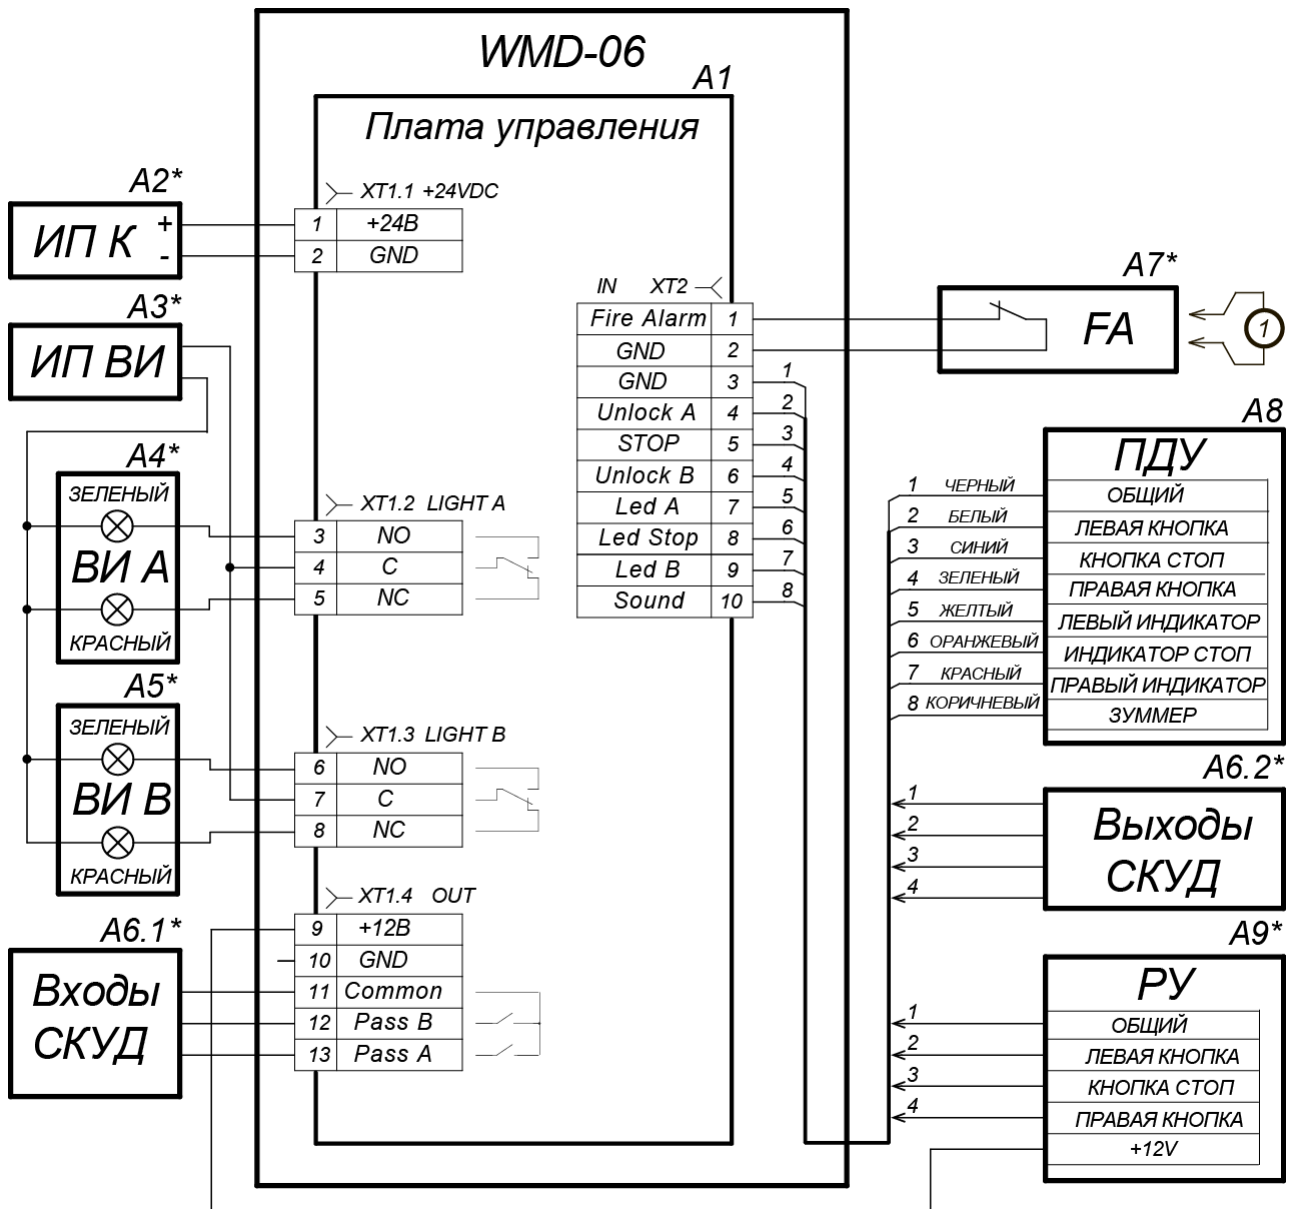 WMD-06
A1
Плата управления
A2*
ИП К + -
XT1.1 +24VDC
1 +24В
2 GND
A3*
ИП ВИ
A4*
ЗЕЛЕНЫЙ
ВИ А
КРАСНЫЙ
XT1.2 LIGHT A
3 NO
4 C
5 NC
A5*
ЗЕЛЕНЫЙ
ВИ В
КРАСНЫЙ
XT1.3 LIGHT B
6 NO
7 C
8 NC
A6.1*
Входы
СКУД
XT1.4 OUT
9 +12В
10 GND
11 Common
12 Pass B
13 Pass A
IN XT2
Fire Alarm 1
GND 2
GND 3 1
Unlock A 4 2
STOP 5 3
Unlock B 6 4
Led A 7 5
Led Stop 8 6
Led B 9 7
Sound 10 8
A7*
FA
1
A8
ПДУ
1 ЧЕРНЫЙ ОБЩИЙ
2 БЕЛЫЙ ЛЕВАЯ КНОПКА
3 СИНИЙ КНОПКА СТОП
4 ЗЕЛЕНЫЙ ПРАВАЯ КНОПКА
5 ЖЕЛТЫЙ ЛЕВЫЙ ИНДИКАТОР
6 ОРАНЖЕВЫЙ ИНДИКАТОР СТОП
7 КРАСНЫЙ ПРАВЫЙ ИНДИКАТОР
8 КОРИЧНЕВЫЙ ЗУММЕР
A6.2*
Выходы
СКУД
1
2
3
4
A9*
РУ
1 ОБЩИЙ
2 ЛЕВАЯ КНОПКА
3 КНОПКА СТОП
4 ПРАВАЯ КНОПКА
+12V